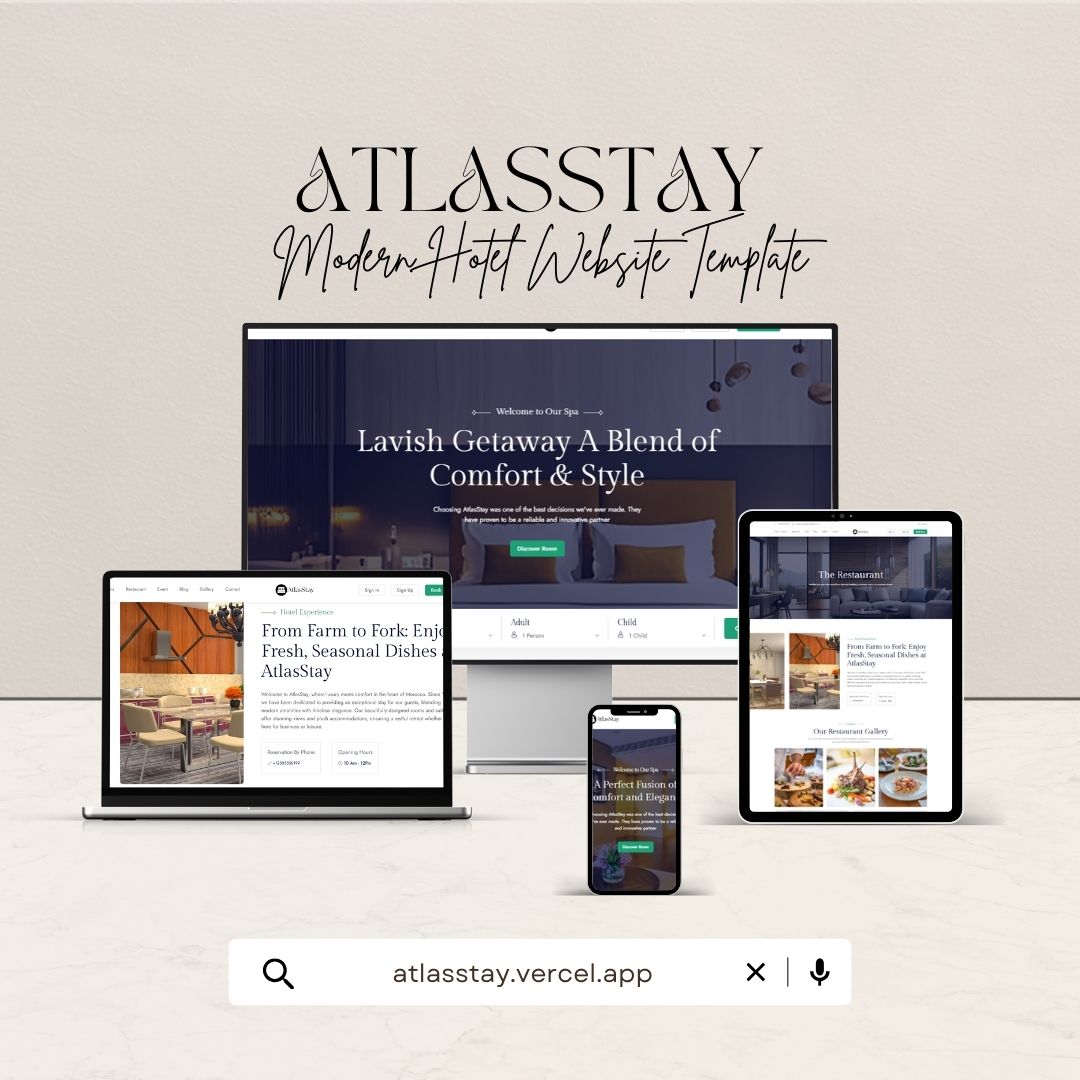 ATLASSTAY
Modern Hotel Website Template
Welcome to Our Spa
Lavish Getaway A Blend of
Comfort & Style
Choosing AtlasStay was one of the best decisions we've ever made. They
have proven to be a reliable and innovative partner
Discover Room
Adult
1 Person
Child
1 Child
Restaurant Event Blog Gallery Contact AtlasStay Sign In Sign Up Book
Hotel Experience
From Farm to Fork: Enjo
Fresh, Seasonal Dishes
AtlasStay
Welcome to AtlasStay, where luxury meets comfort in the heart of Morocco. Since
we have been dedicated to providing an exceptional stay for our guests, blending
modern amenities with timeless elegance. Our beautifully designed rooms and
offer stunning views and plush accommodations, ensuring a restful retreat whether
here for business or leisure.
Reservation By Phone
Opening Hours
10 Am - 12Pm
The Restaurant
From Farm to Fork: Enjoy
Fresh, Seasonal Dishes at
AtlasStay
Our Restaurant Gallery
AtlasStay
Welcome to Our Spa
A Perfect Fusion of
omfort and Elegan
hoosing AtlasStay was one of the best decisi
've ever made. They have proven to be a rel
and innovative partner
Discover Room
atlasstay.vercel.app